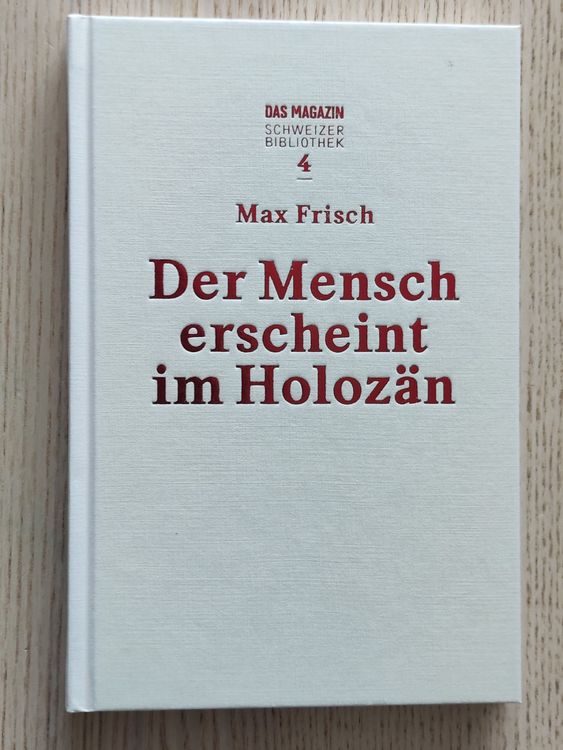 DAS MAGAZIN
SCHWEIZER
BIBLIOTHEK
4
Max Frisch
Der Mensch
erscheint
im Holozän